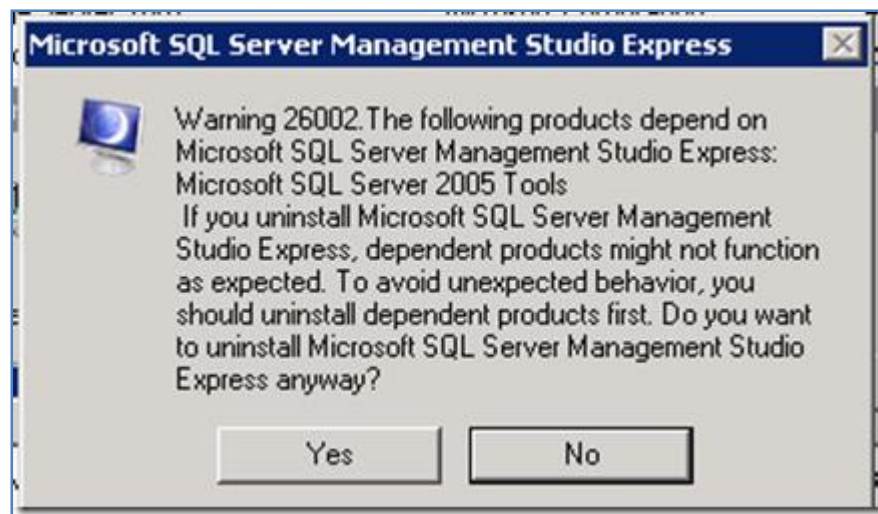 Microsoft SQL Server Management Studio Express
Warning 26002.The following products depend on
Microsoft SQL Server Management Studio Express:
Microsoft SQL Server 2005 Tools
If you uninstall Microsoft SQL Server Management
Studio Express, dependent products might not function
as expected. To avoid unexpected behavior, you
should uninstall dependent products first. Do you want
to uninstall Microsoft SQL Server Management Studio
Express anyway?
Yes
No